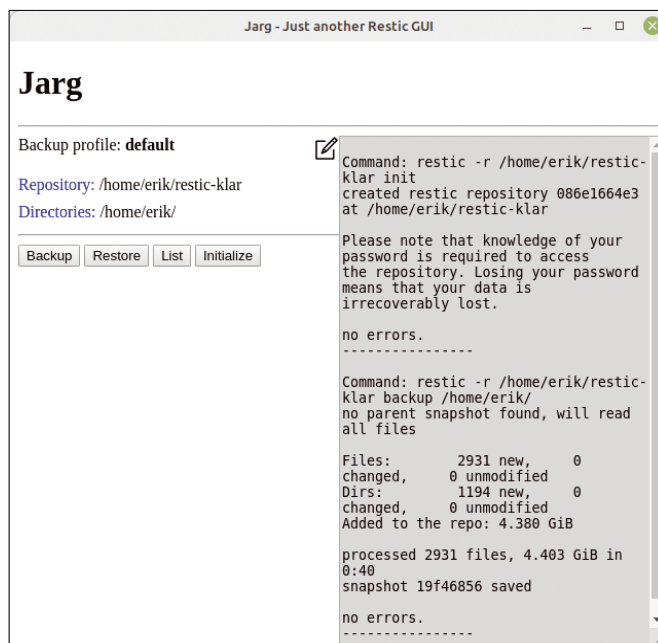 Jarg - Just another Restic GUI
Jarg
Backup profile: default
Repository: /home/erik/restic-klar
Directories: /home/erik/
Backup Restore List Initialize
Command: restic -r /home/erik/restic-
klar init
created restic repository 086e1664e3
at /home/erik/restic-klar
Please note that knowledge of your
password is required to access
the repository. Losing your password
means that your data is
irrecoverably lost.
no errors.
----------------
Command: restic -r /home/erik/restic-
klar backup /home/erik/
no parent snapshot found, will read
all files
Files:        2931 new,     0
changed,     0 unmodified
Dirs:         1194 new,     0
changed,     0 unmodified
Added to the repo: 4.380 GiB
processed 2931 files, 4.403 GiB in
0:40
snapshot 19f46856 saved
no errors.
----------------